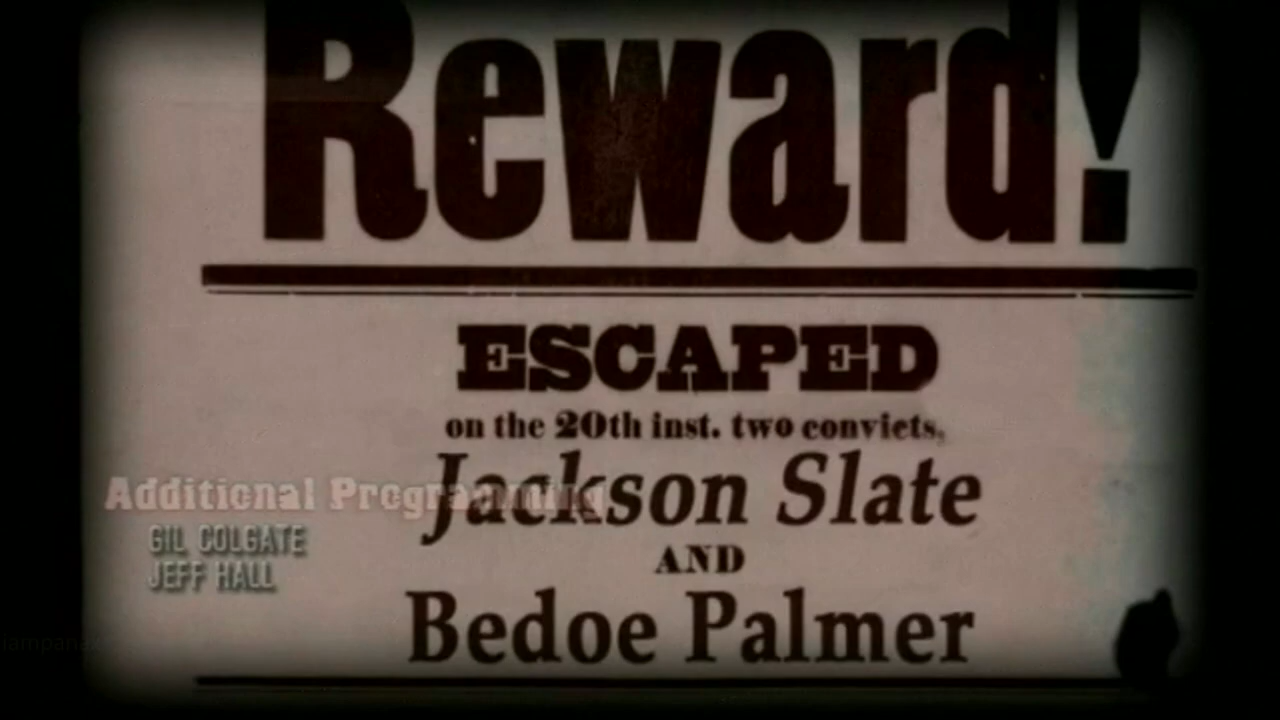 Reward!
ESCAPED
on the 20th inst. two convicts,
Jackson Slate
AND
Bedoe Palmer
Additional Programming
GIL COLGATE
JEFF HALL